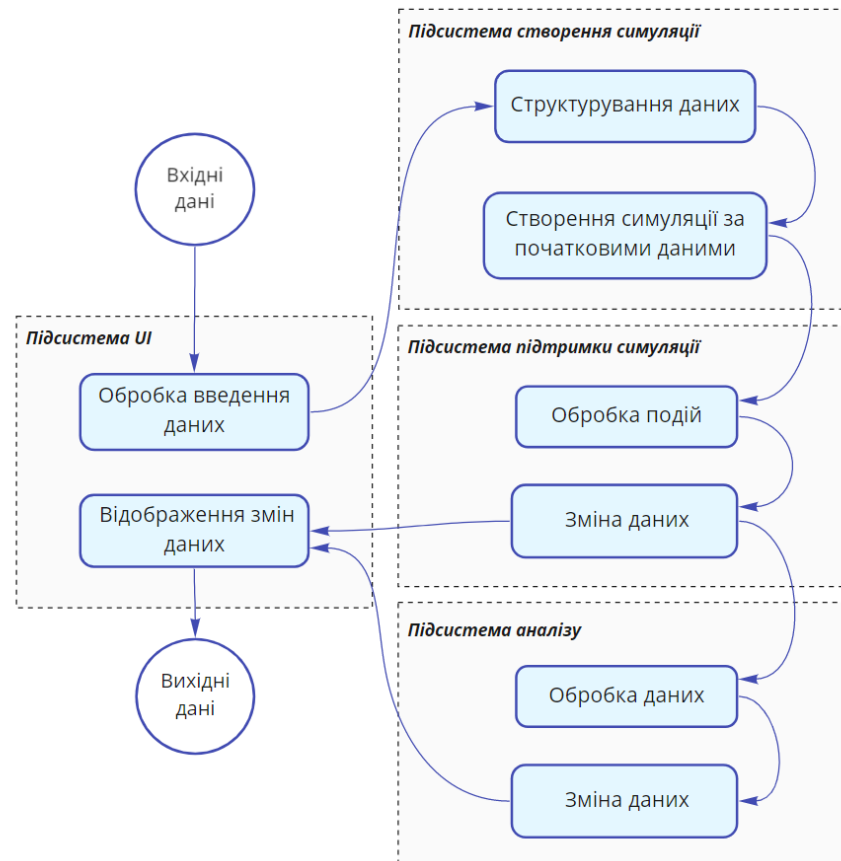 Підсистема створення симуляції
Структурування даних
Вхідні
дані
Створення симуляції за
початковими даними
Підсистема UI
Обробка введення
даних
Підсистема підтримки симуляції
Обробка подій
Відображення змін
даних
Зміна даних
Підсистема аналізу
Вихідні
дані
Обробка даних
Зміна даних